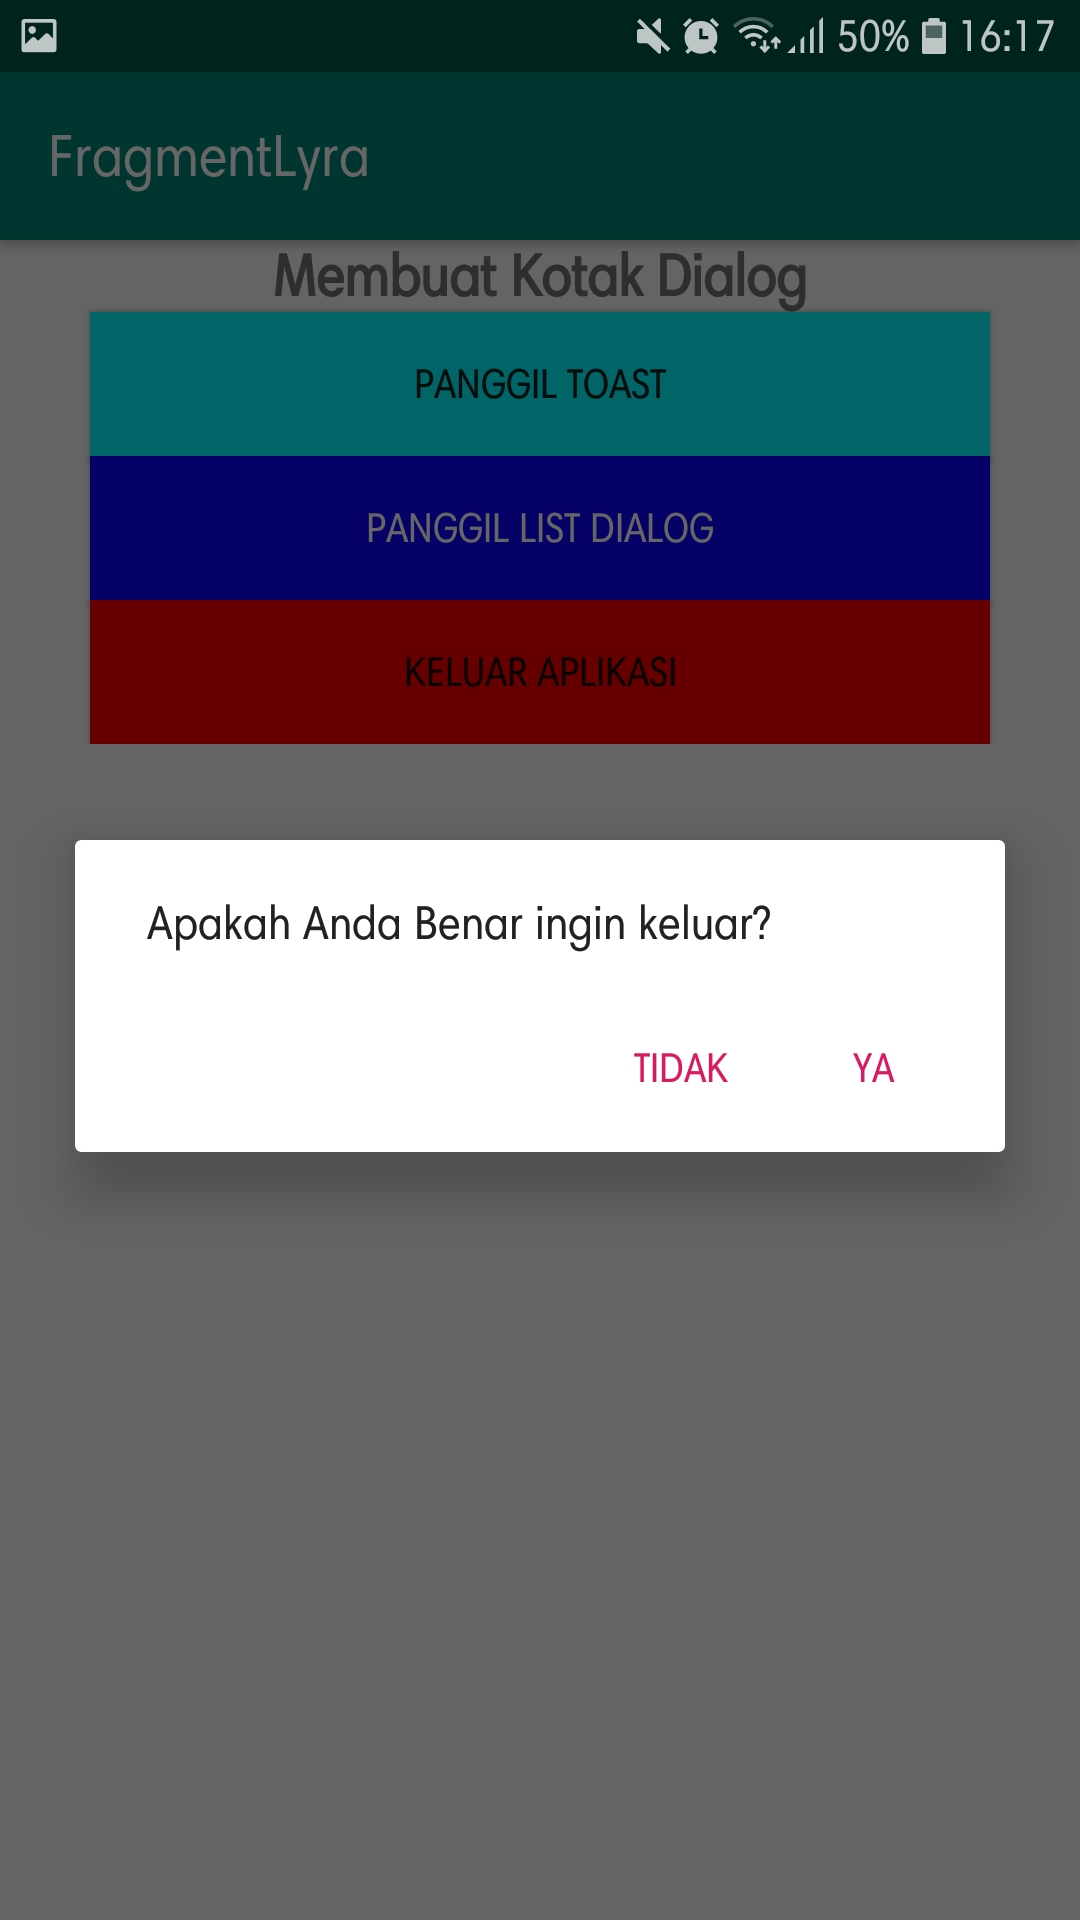 50% 16:17
FragmentLyra
Membuat Kotak Dialog
PANGGIL TOAST
PANGGIL LIST DIALOG
KELUAR APLIKASI
Apakah Anda Benar ingin keluar?
TIDAK YA